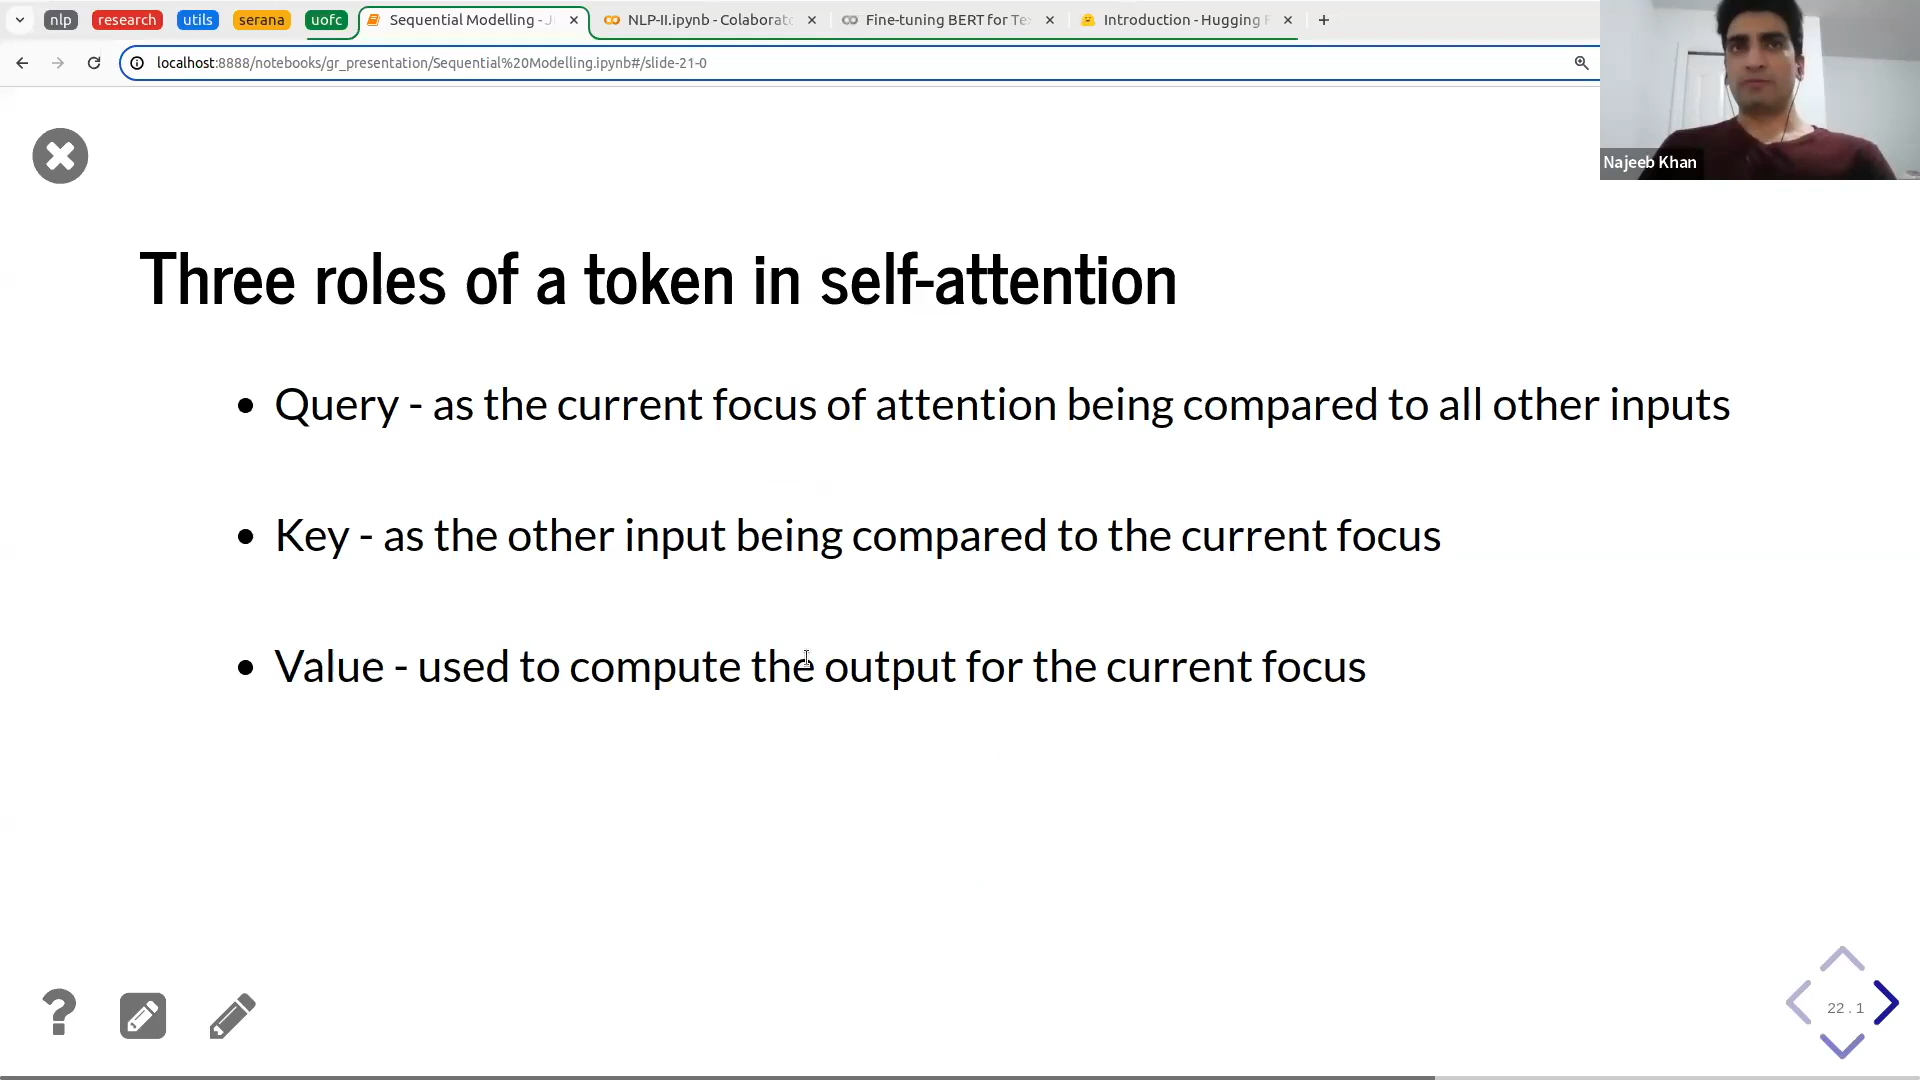 nlp research utils serana uofc Sequential Modelling - J NLP-II.ipynb - Colaborato Fine-tuning BERT for Te Introduction - Hugging F
localhost:8888/notebooks/gr_presentation/Sequential%20Modelling.ipynb#/slide-21-0
Najeeb Khan
Three roles of a token in self-attention
• Query - as the current focus of attention being compared to all other inputs
• Key - as the other input being compared to the current focus
• Value - used to compute the output for the current focus
22.1